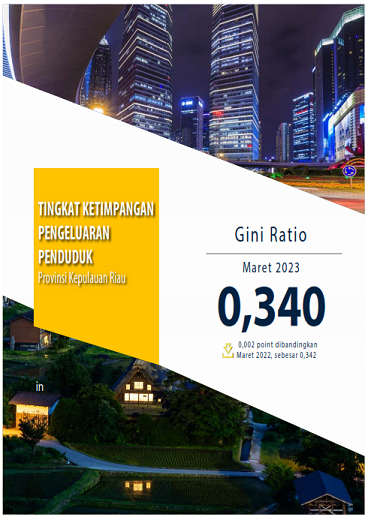 TINGKAT KETIMPANGAN
PENGELUARAN
PENDUDUK
Provinsi Kepulauan Riau
Gini Ratio
Maret 2023
0,340
0,002 point dibandingkan
Maret 2022, sebesar 0,342
in